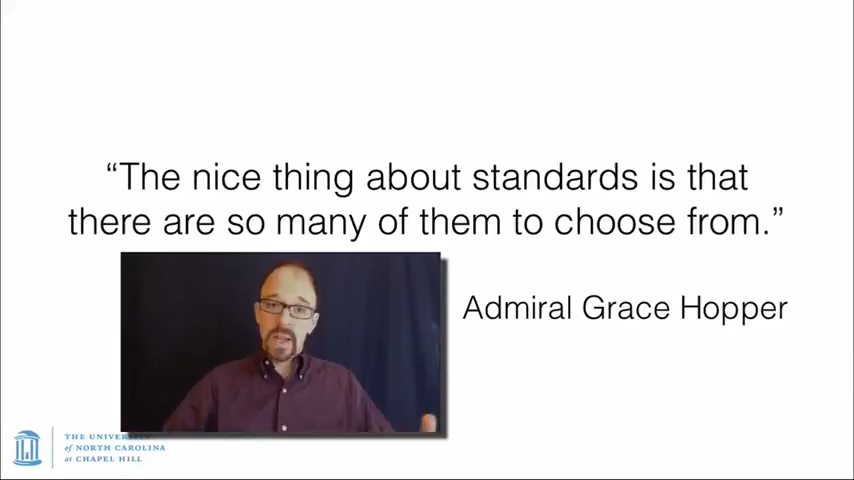 “The nice thing about standards is that
there are so many of them to choose from.”
Admiral Grace Hopper
THE UNIVERSITY
of NORTH CAROLINA
at CHAPEL HILL